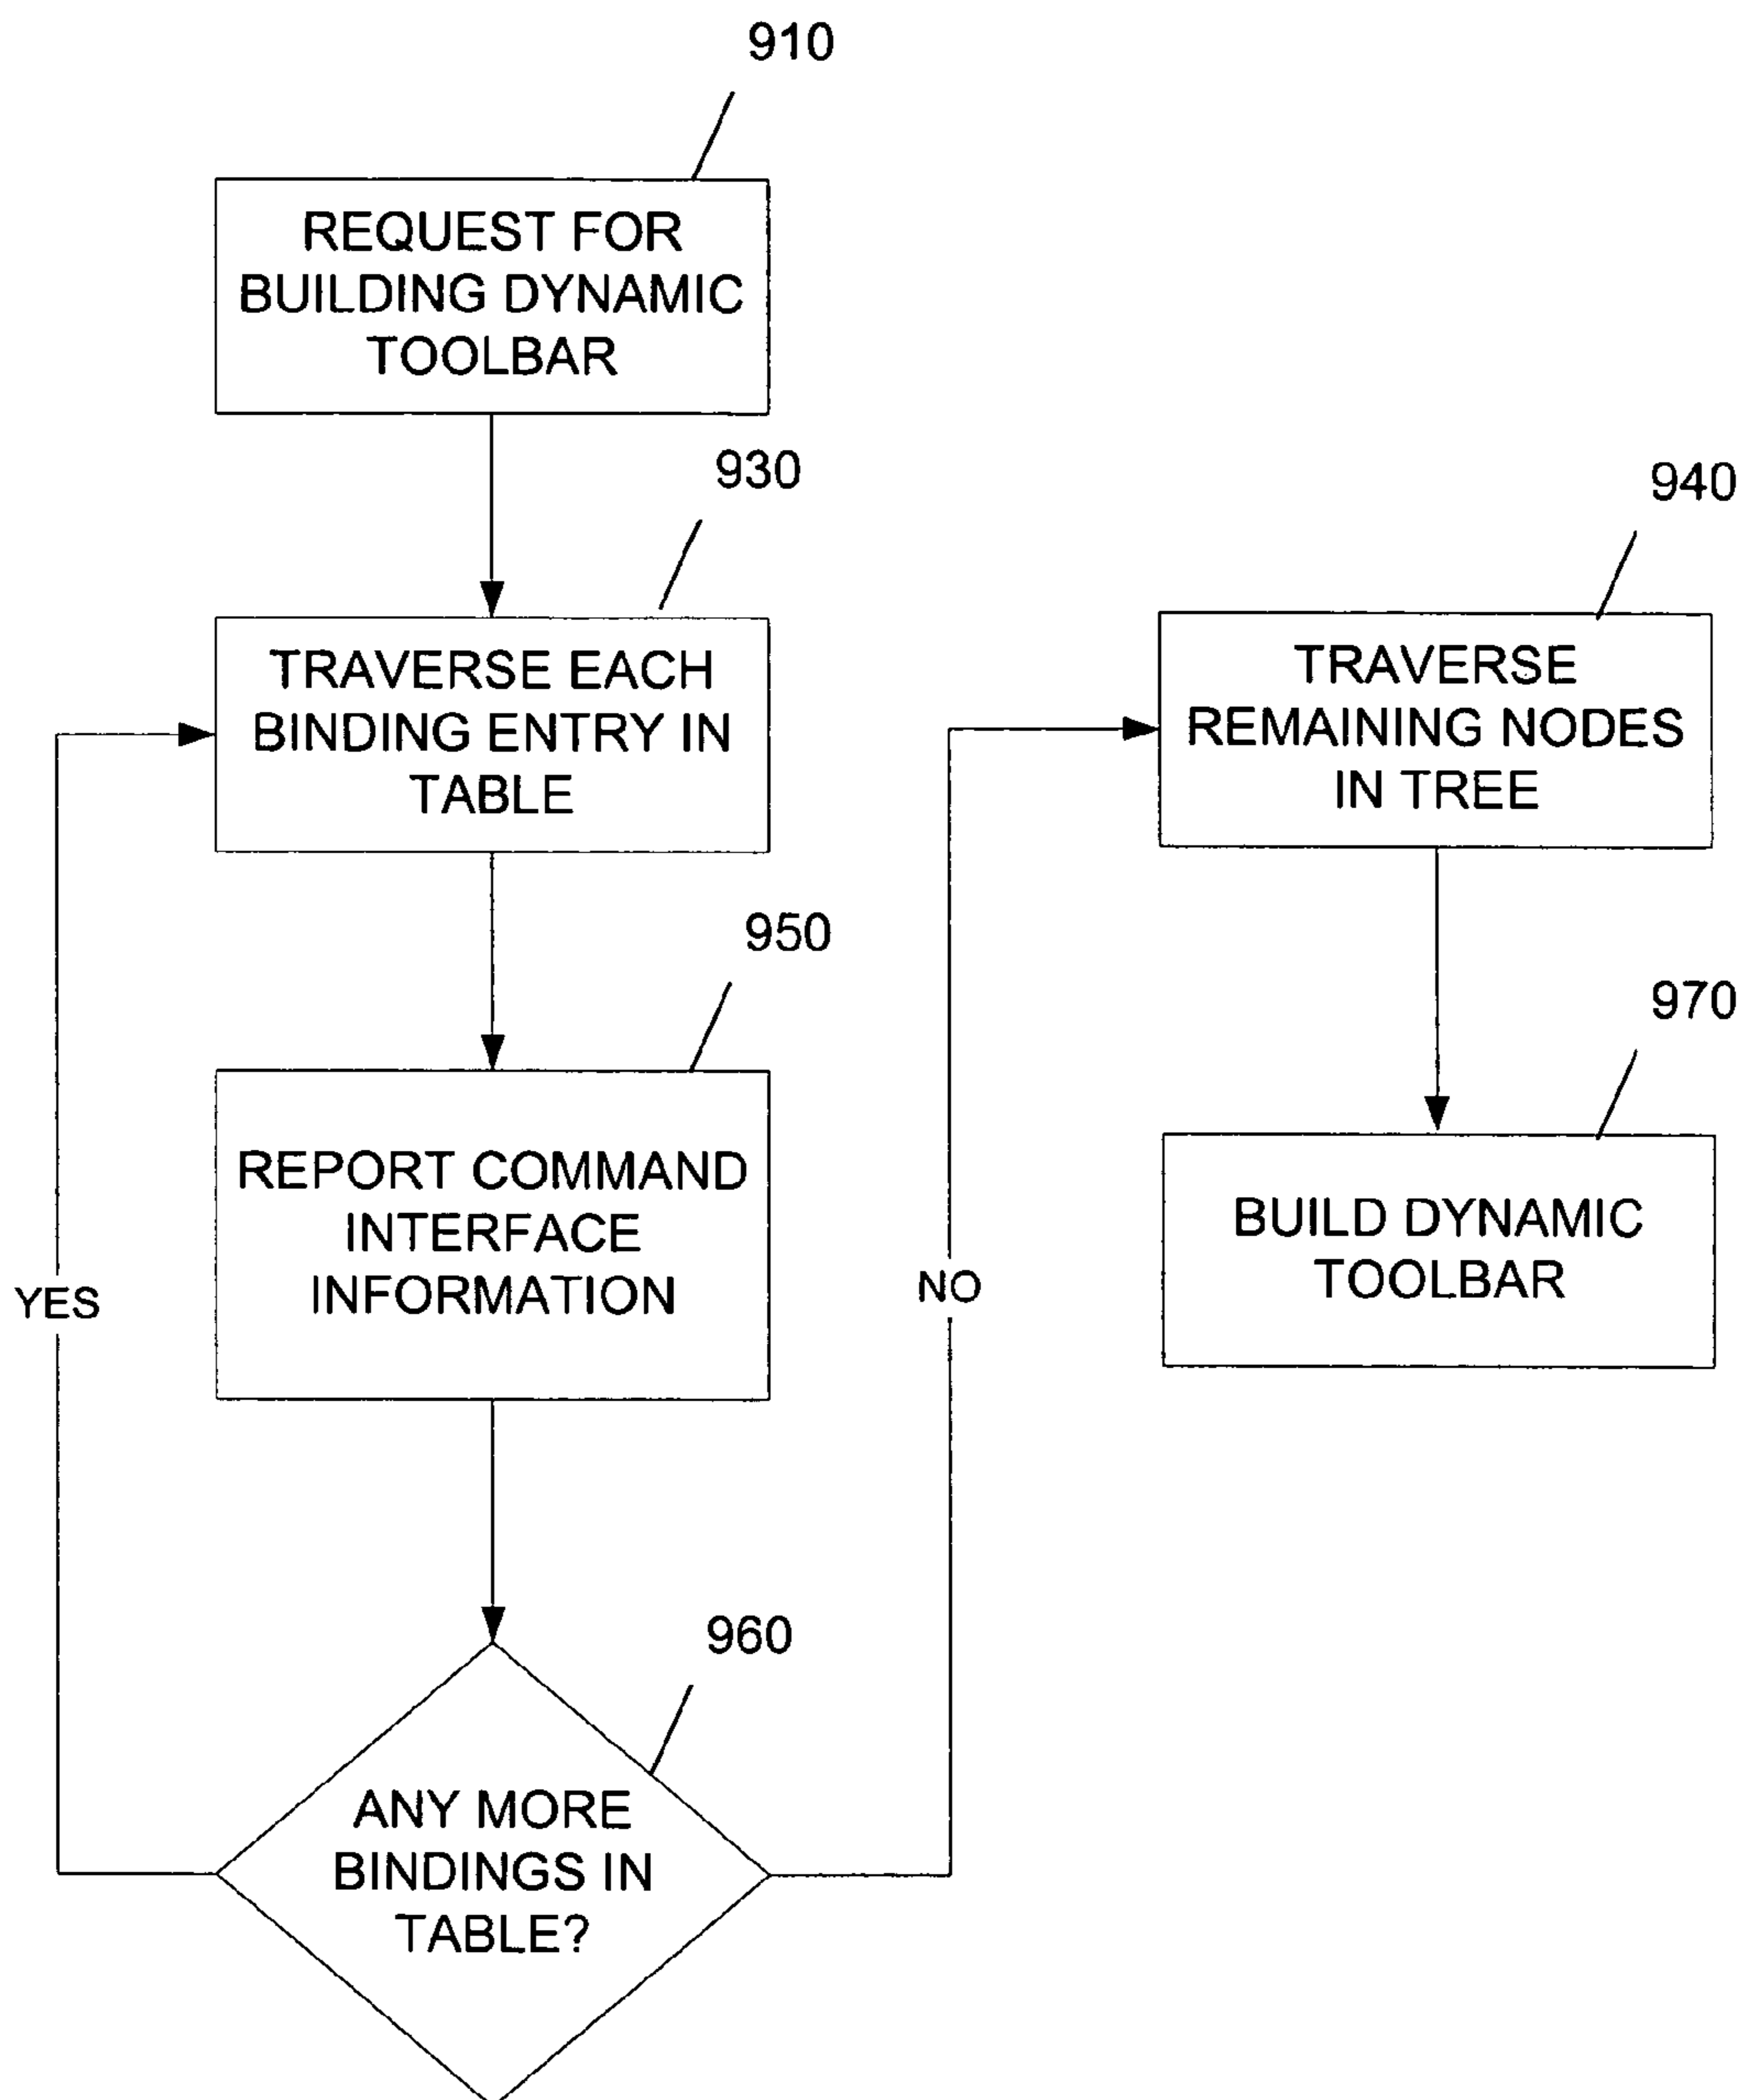 910
REQUEST FOR
BUILDING DYNAMIC
TOOLBAR
930
TRAVERSE EACH
BINDING ENTRY IN
TABLE
950
REPORT COMMAND
INTERFACE
INFORMATION
YES
960
ANY MORE
BINDINGS IN
TABLE?
NO
940
TRAVERSE
REMAINING NODES
IN TREE
970
BUILD DYNAMIC
TOOLBAR